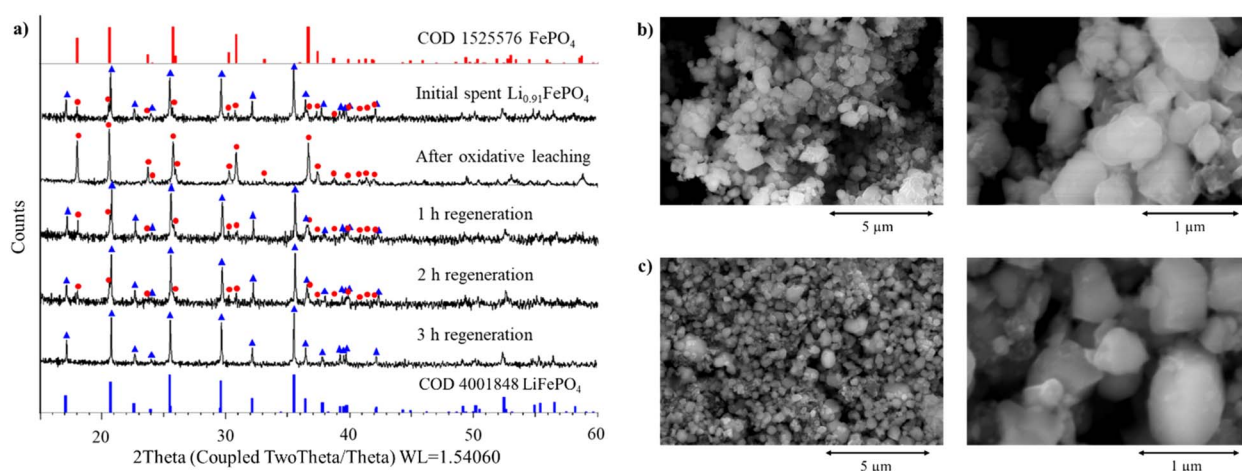 a)
COD 1525576 FePO₄
Initial spent Li₀.₉₁FePO₄
After oxidative leaching
1 h regeneration
2 h regeneration
3 h regeneration
COD 4001848 LiFePO₄
Counts
20 30 40 50 60
2Theta (Coupled TwoTheta/Theta) WL=1.54060
b)
5 µm
1 µm
c)
5 µm
1 µm